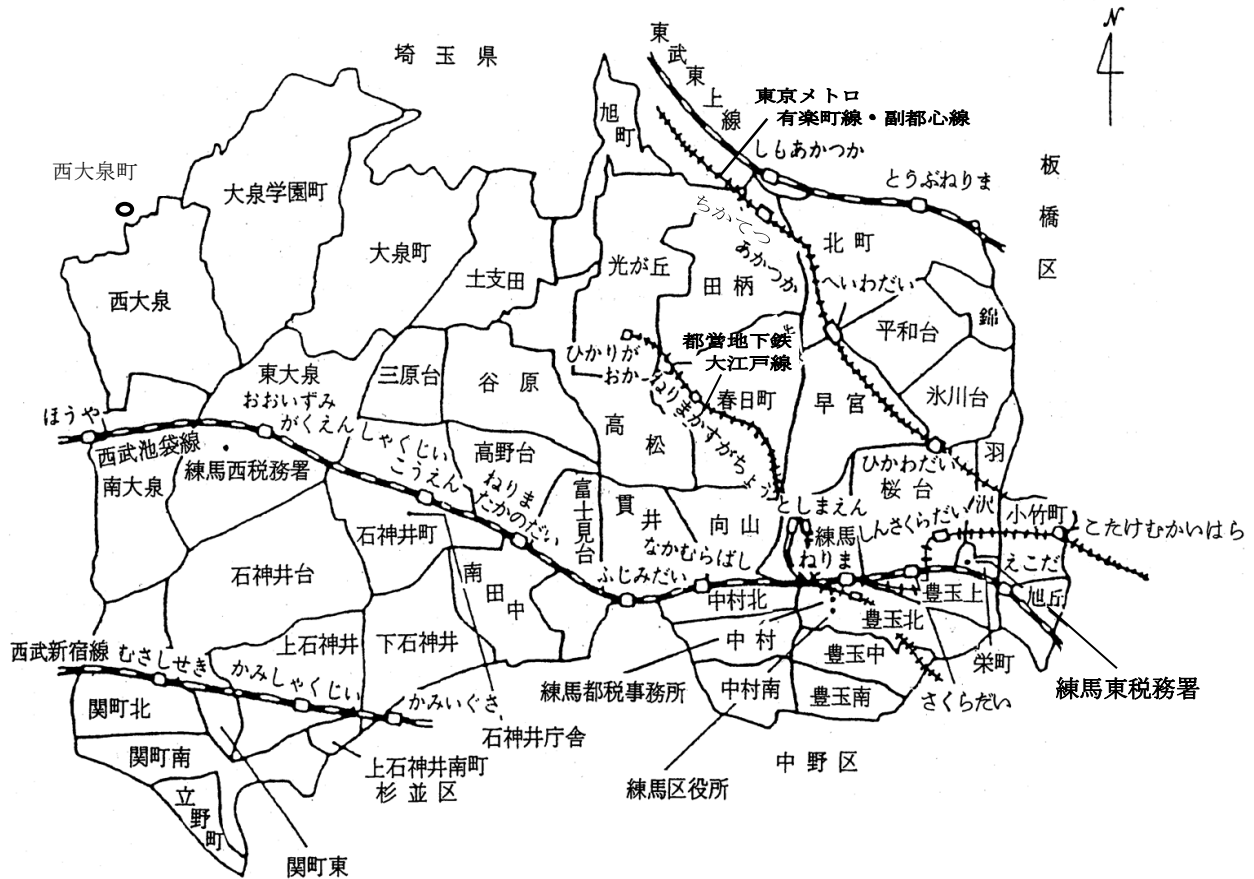 N
埼玉県
東武東上線
東京メトロ
有楽町線・副都心線
旭町
しもあかつか
とうぶねりま
板橋区
西大泉町
大泉学園町
大泉町
西大泉
土支田
光が丘
田柄
ちかてつ
あかつか
北町
へいわだい
平和台
錦
氷川台
羽沢
東大泉
三原台
谷原
ひかりが
おか
都営地下鉄
大江戸線
ねりまかすがちょう
春日町
早宮
高松
ほうや
おおいずみ
がくえん
しゃくじい
こうえん
西武池袋線
練馬西税務署
南大泉
高野台
ねりま
たかのだい
富士見台
貫井
向山
としまえん
練馬
ねりま
ひかわだい
桜台
しんさくらだい
小竹町
こたけむかいはら
石神井町
石神井台
南田中
なかむらばし
ふじみだい
中村北
中村
中村南
豊玉上
豊玉北
豊玉中
豊玉南
えこだ
旭丘
栄町
さくらだい
練馬東税務署
西武新宿線
むさしせき
かみしゃくじい
上石神井
下石神井
かみいぐさ
練馬都税事務所
石神井庁舎
関町北
関町南
立野町
関町東
上石神井南町
杉並区
練馬区役所
中野区